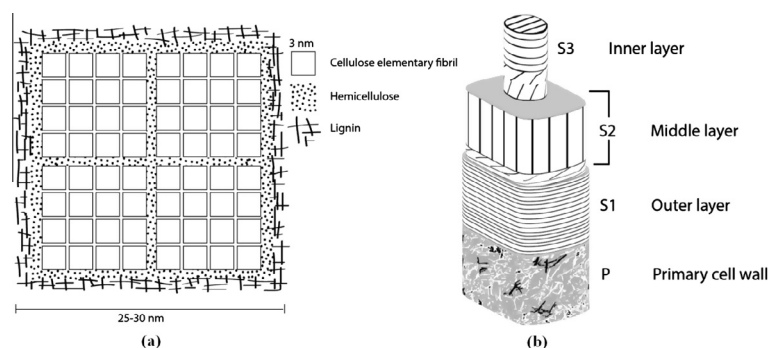 3 nm
Cellulose elementary fibril
Hemicellulose
Lignin
25-30 nm
(a)
S3 Inner layer
S2 Middle layer
S1 Outer layer
P Primary cell wall
(b)